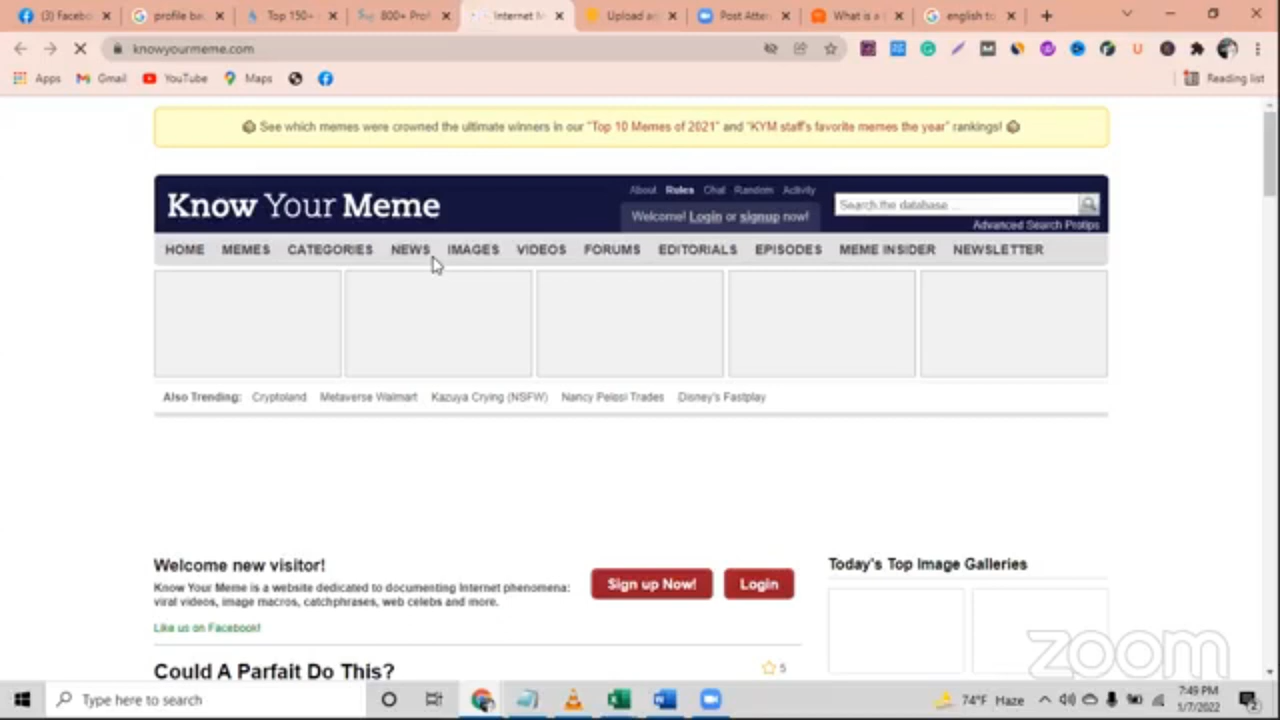 (3) Facebo
profile ba
Top 150+
800+ Prof
Internet M
Upload a
Post Atten
What is a
english to
knowyourmeme.com
Apps
Gmail
YouTube
Maps
Reading list
See which memes were crowned the ultimate winners in our "Top 10 Memes of 2021" and "KYM staff's favorite memes the year" rankings!
Know Your Meme
About Rules Chat Random Activity
Welcome! Login or signup now!
Search the database ...
Advanced Search Protips
HOME MEMES CATEGORIES NEWS IMAGES VIDEOS FORUMS EDITORIALS EPISODES MEME INSIDER NEWSLETTER
Also Trending: Cryptoland Metaverse Walmart Kazuya Crying (NSFW) Nancy Pelosi Trades Disney's Fastplay
Welcome new visitor!
Know Your Meme is a website dedicated to documenting Internet phenomena:
viral videos, image macros, catchphrases, web celebs and more.
Like us on Facebook!
Sign up Now!
Login
Today's Top Image Galleries
Could A Parfait Do This?
5
zoom
Type here to search
74°F Haze
7:49 PM
1/7/2022
2